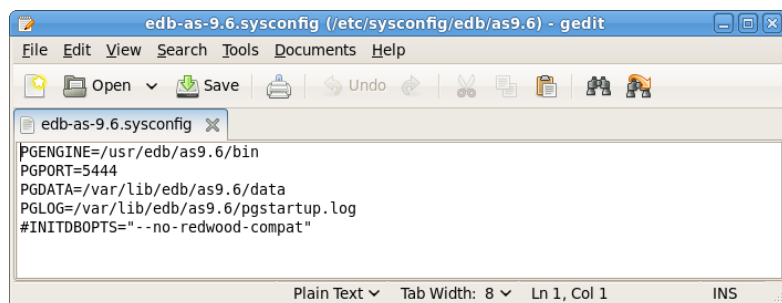 edb-as-9.6.sysconfig (/etc/sysconfig/edb/as9.6) - gedit
File Edit View Search Tools Documents Help
Open Save Undo
edb-as-9.6.sysconfig
PGENGINE=/usr/edb/as9.6/bin
PGPORT=5444
PGDATA=/var/lib/edb/as9.6/data
PGLOG=/var/lib/edb/as9.6/pgstartup.log
#INITDBOPTS="--no-redwood-compat"
Plain Text Tab Width: 8 Ln 1, Col 1 INS